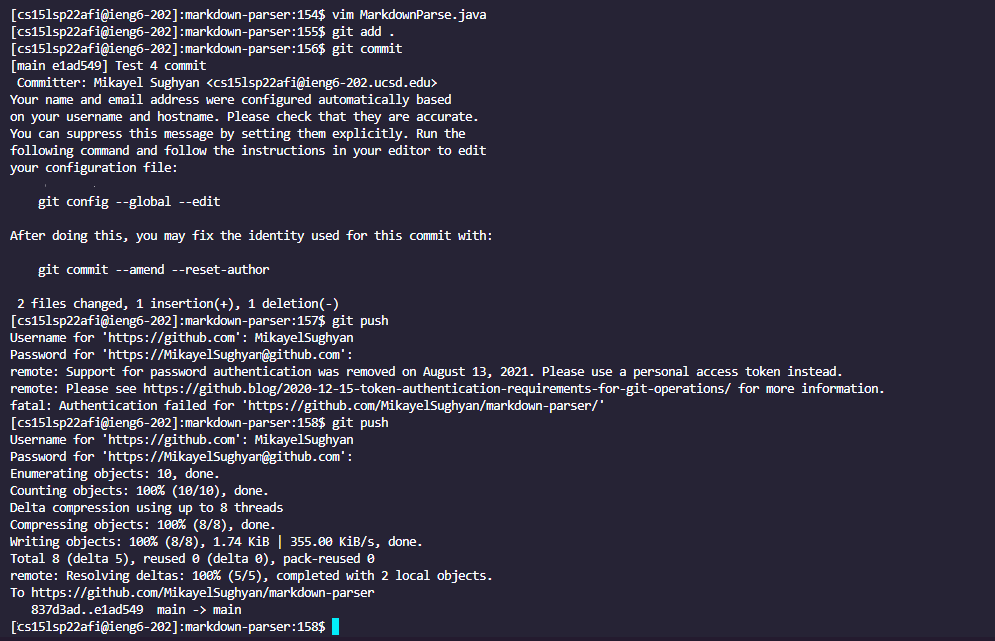 [cs15lsp22afi@ieng6-202]:markdown-parser:154$ vim MarkdownParse.java
[cs15lsp22afi@ieng6-202]:markdown-parser:155$ git add .
[cs15lsp22afi@ieng6-202]:markdown-parser:156$ git commit
[main e1ad549] Test 4 commit
 Committer: Mikayel Sughyan <cs15lsp22afi@ieng6-202.ucsd.edu>
Your name and email address were configured automatically based
on your username and hostname. Please check that they are accurate.
You can suppress this message by setting them explicitly. Run the
following command and follow the instructions in your editor to edit
your configuration file:
    git config --global --edit
After doing this, you may fix the identity used for this commit with:
    git commit --amend --reset-author
 2 files changed, 1 insertion(+), 1 deletion(-)
[cs15lsp22afi@ieng6-202]:markdown-parser:157$ git push
Username for 'https://github.com': MikayelSughyan
Password for 'https://MikayelSughyan@github.com':
remote: Support for password authentication was removed on August 13, 2021. Please use a personal access token instead.
remote: Please see https://github.blog/2020-12-15-token-authentication-requirements-for-git-operations/ for more information.
fatal: Authentication failed for 'https://github.com/MikayelSughyan/markdown-parser/'
[cs15lsp22afi@ieng6-202]:markdown-parser:158$ git push
Username for 'https://github.com': MikayelSughyan
Password for 'https://MikayelSughyan@github.com':
Enumerating objects: 10, done.
Counting objects: 100% (10/10), done.
Delta compression using up to 8 threads
Compressing objects: 100% (8/8), done.
Writing objects: 100% (8/8), 1.74 KiB | 355.00 KiB/s, done.
Total 8 (delta 5), reused 0 (delta 0), pack-reused 0
remote: Resolving deltas: 100% (5/5), completed with 2 local objects.
To https://github.com/MikayelSughyan/markdown-parser
   837d3ad..e1ad549  main -> main
[cs15lsp22afi@ieng6-202]:markdown-parser:158$